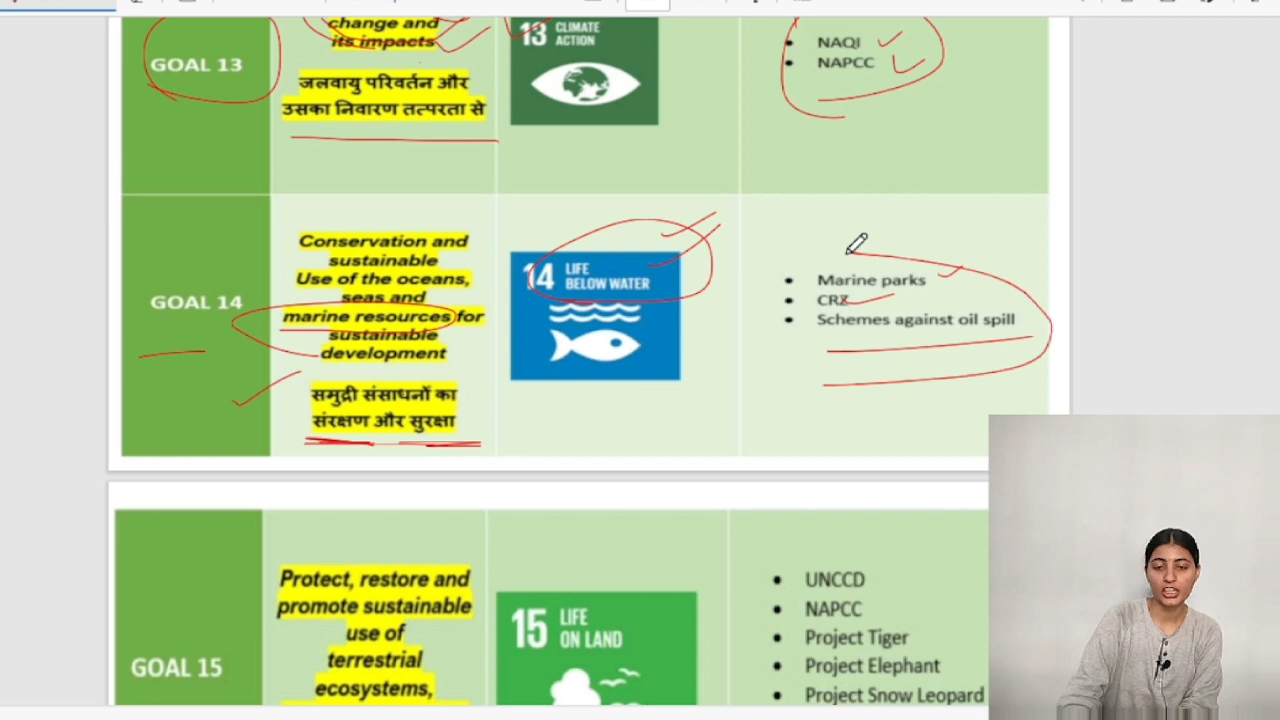 change and
its impacts
GOAL 13
जलवायु परिवर्तन और
उसका निवारण तत्परता से
13 CLIMATE
ACTION
NAQI
NAPCC
GOAL 14
Conservation and
sustainable
Use of the oceans,
seas and
marine resources for
sustainable
development
समुद्री संसाधनों का
संरक्षण और सुरक्षा
14 LIFE
BELOW WATER
Marine parks
CRZ
Schemes against oil spill
GOAL 15
Protect, restore and
promote sustainable
use of
terrestrial
ecosystems,
15 LIFE
ON LAND
UNCCD
NAPCC
Project Tiger
Project Elephant
Project Snow Leopard